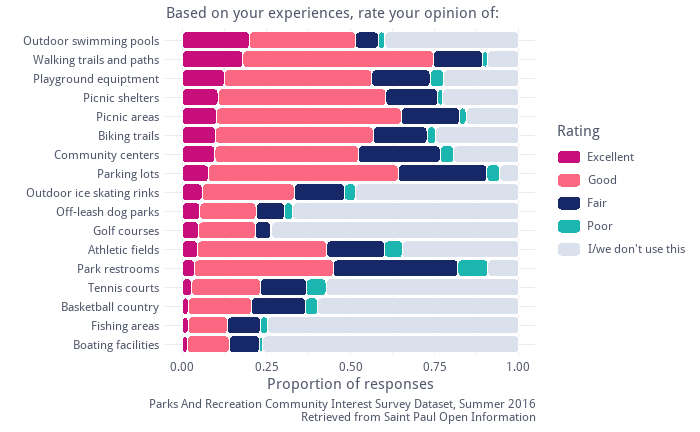 Based on your experiences, rate your opinion of:
Outdoor swimming pools
Walking trails and paths
Playground equiptment
Picnic shelters
Picnic areas
Biking trails
Community centers
Parking lots
Outdoor ice skating rinks
Off-leash dog parks
Golf courses
Athletic fields
Park restrooms
Tennis courts
Basketball country
Fishing areas
Boating facilities
0.00 0.25 0.50 0.75 1.00
Proportion of responses
Rating
Excellent
Good
Fair
Poor
I/we don't use this
Parks And Recreation Community Interest Survey Dataset, Summer 2016
Retrieved from Saint Paul Open Information